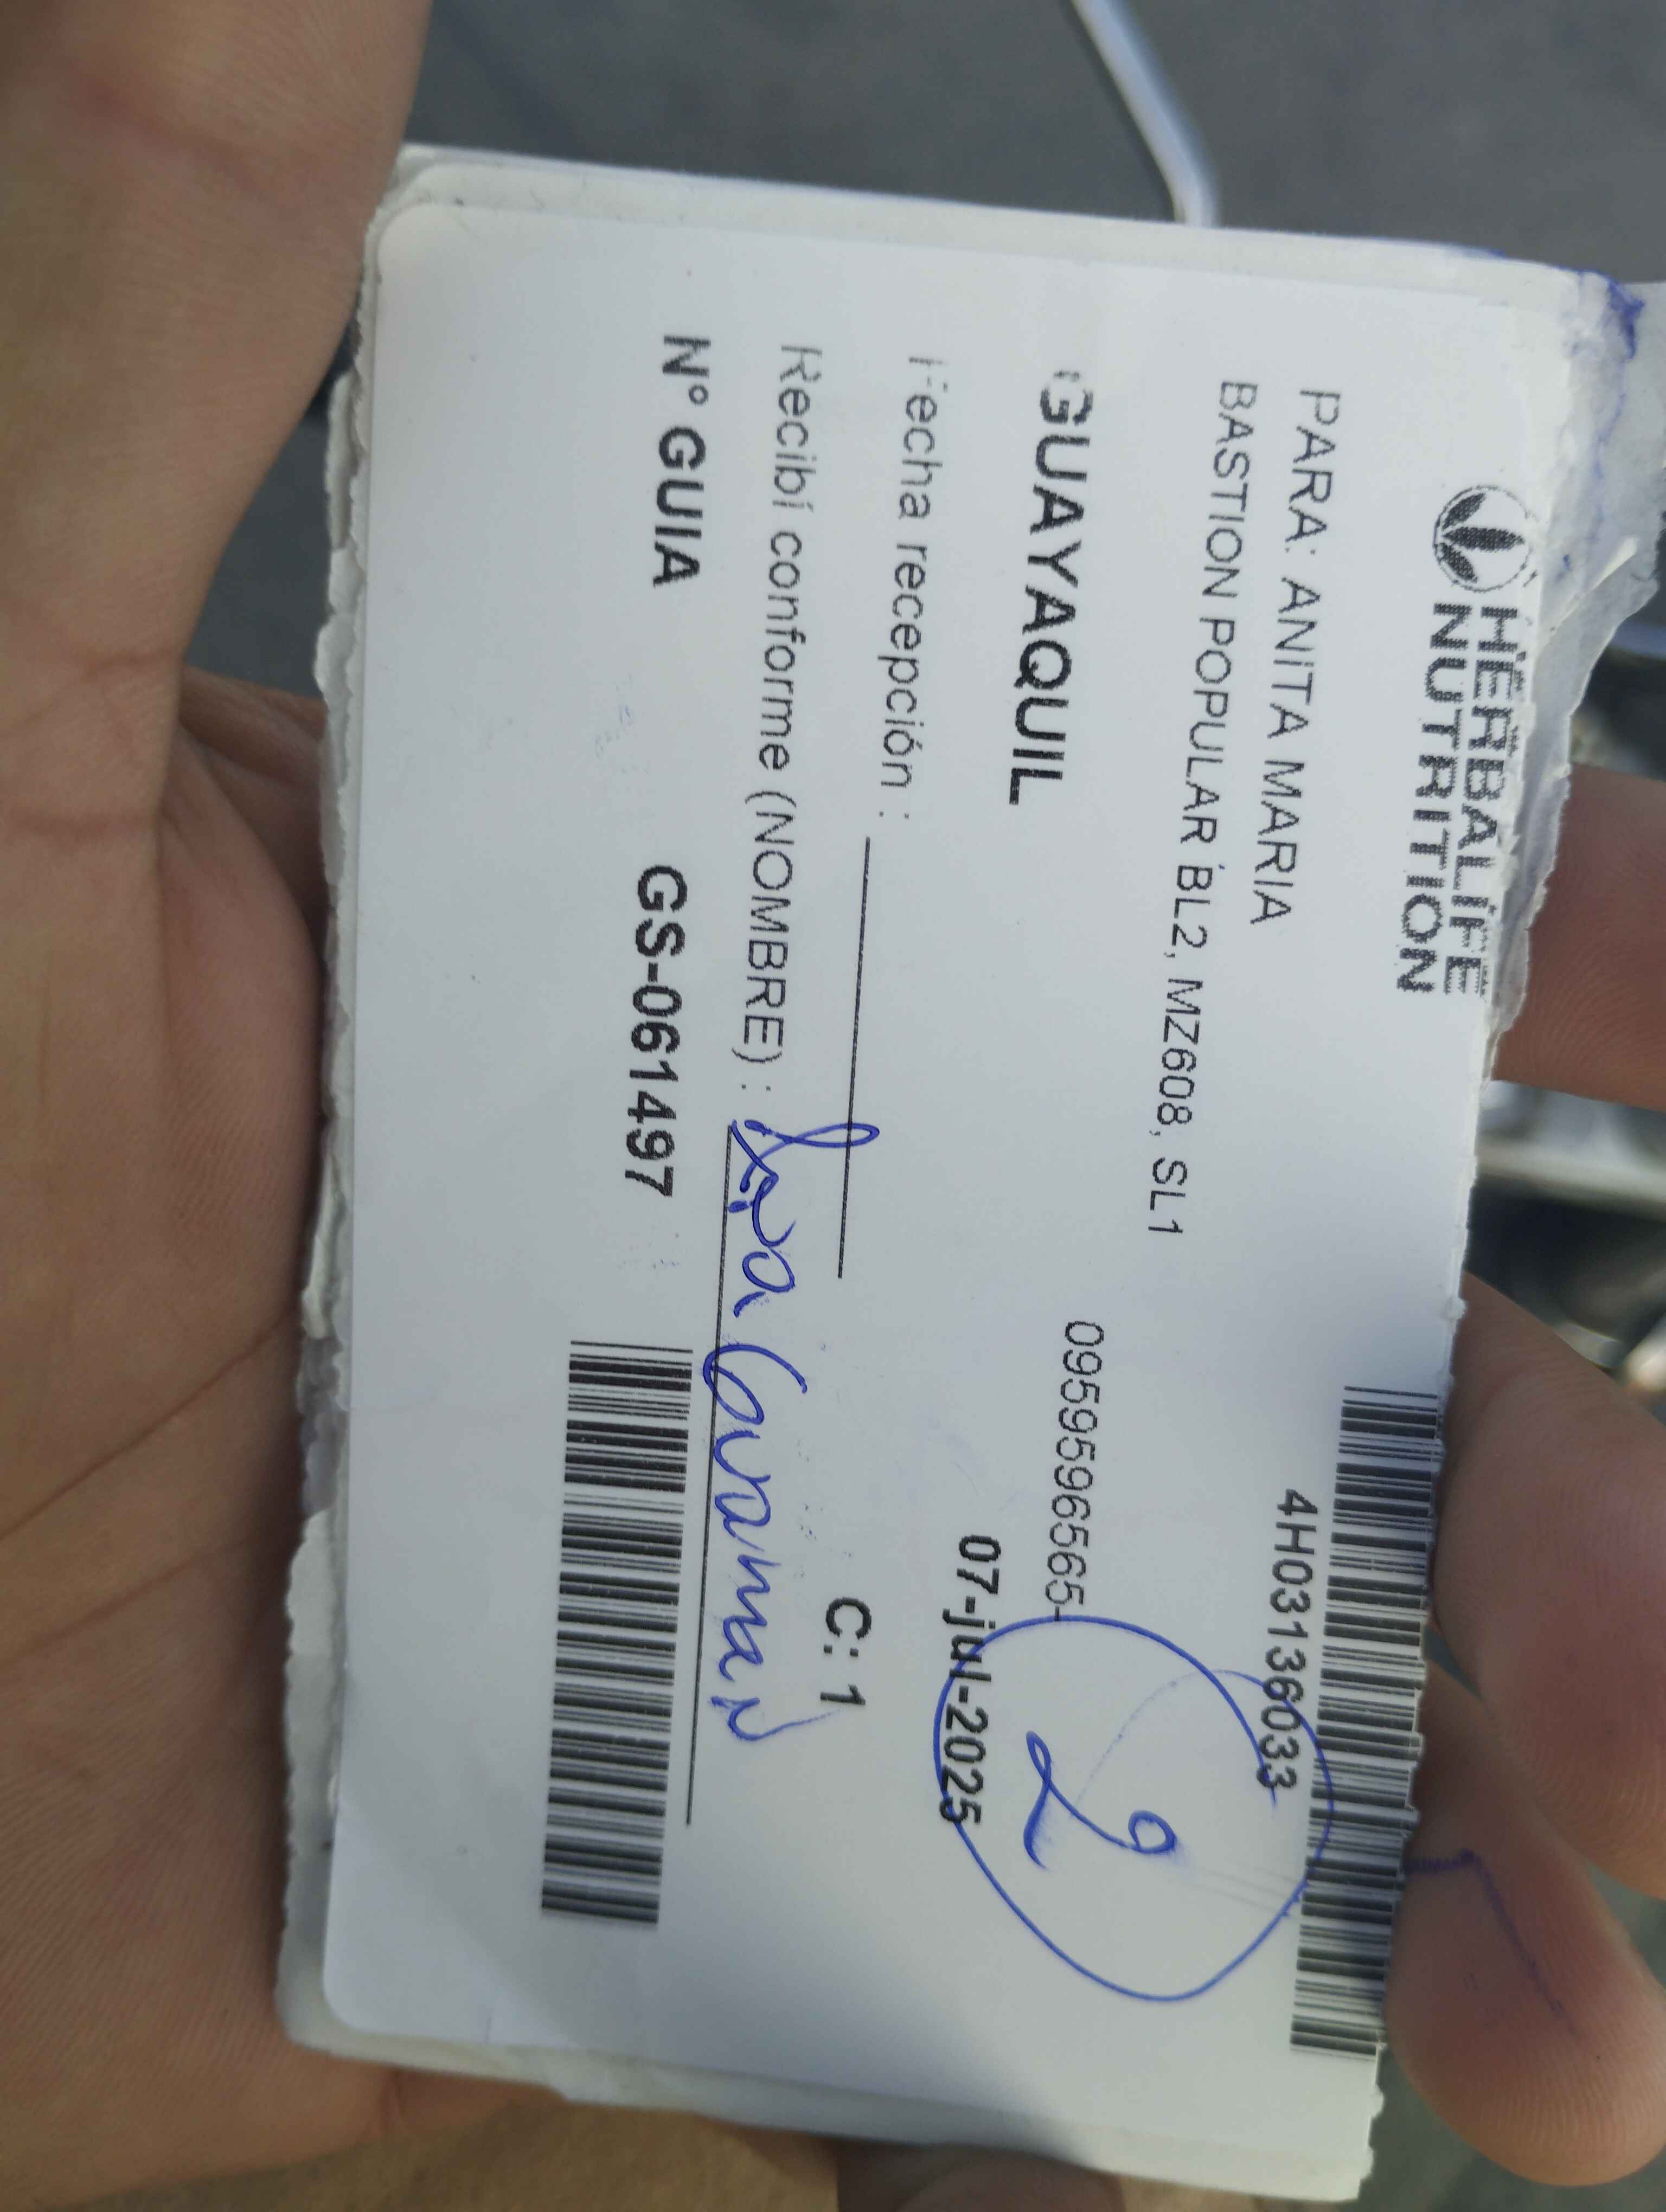 HERBALIFE
NUTRITION
4H03136033
PARA: ANITA MARIA
BASTION POPULAR BL2, MZ608, SL1
0959596565-
2
GUAYAQUIL
07-jul-2025
Fecha recepción :
C: 1
Recibí conforme (NOMBRE) :
N° GUIA GS-061497